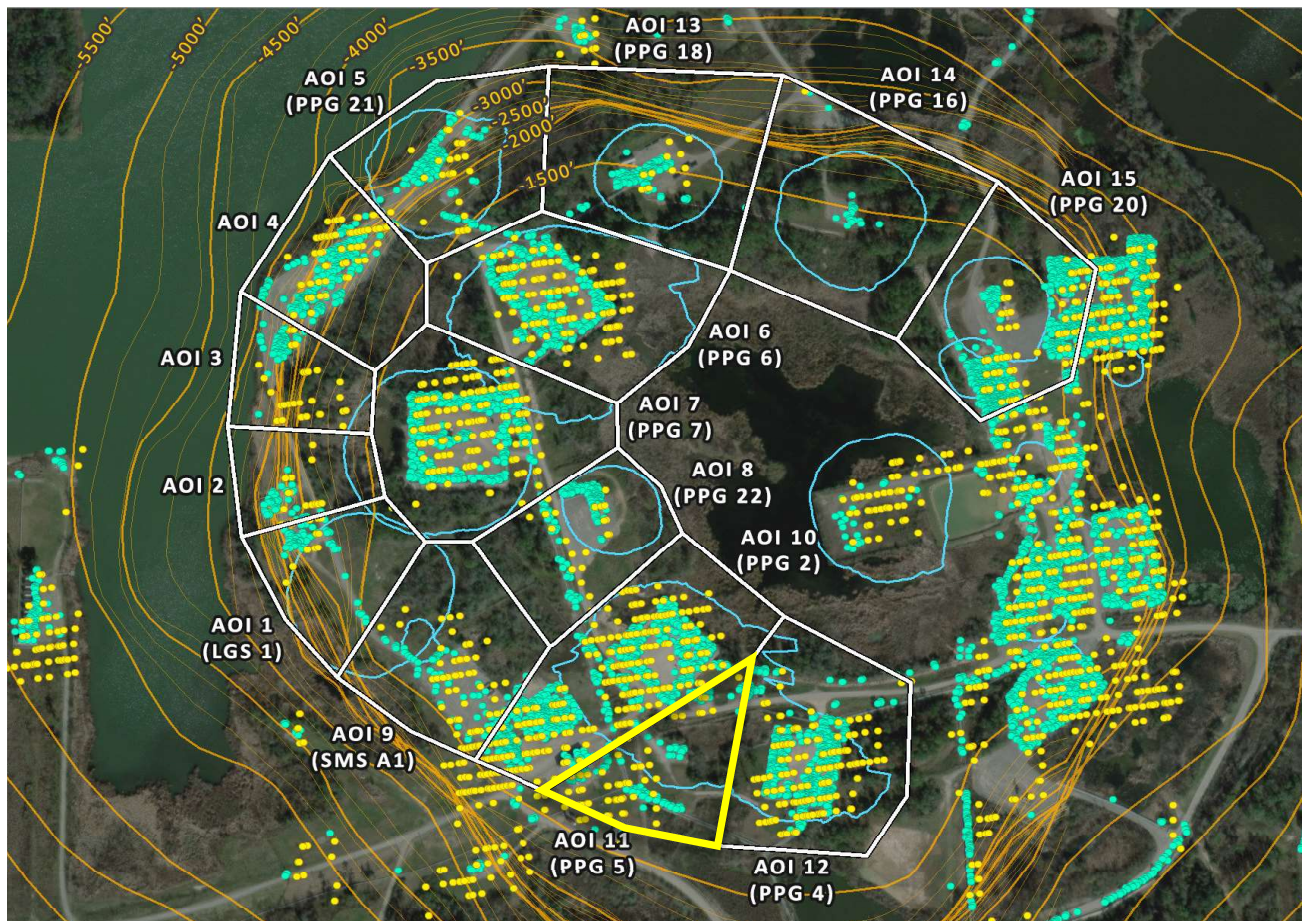 -5500'
-5000'
-4500'
-4000'
-3500'
-3000'
-2500'
-2000'
-1500'
AOI 13
(PPG 18)
AOI 14
(PPG 16)
AOI 5
(PPG 21)
AOI 15
(PPG 20)
AOI 4
AOI 3
AOI 6
(PPG 6)
AOI 7
(PPG 7)
AOI 8
(PPG 22)
AOI 2
AOI 10
(PPG 2)
AOI 1
(LGS 1)
AOI 9
(SMS A1)
AOI 11
(PPG 5)
AOI 12
(PPG 4)